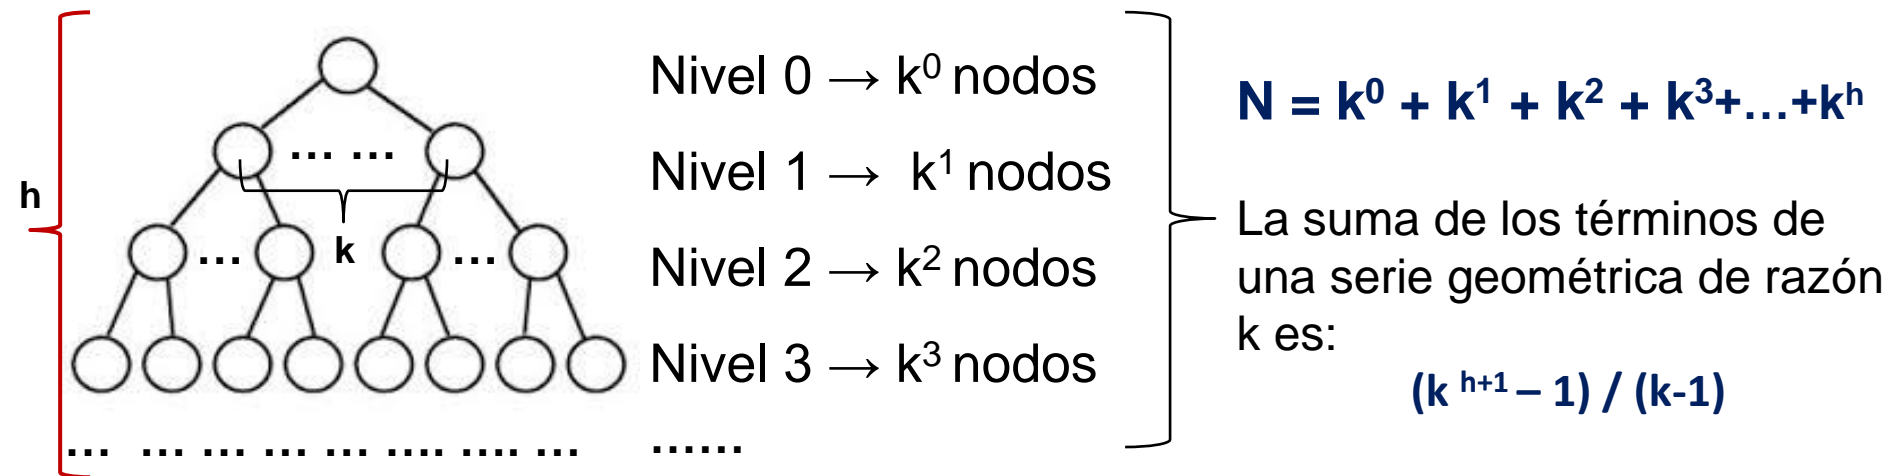 h
... ...
... k ...
... ... ... ... ... .... .... ...
Nivel 0 → k⁰ nodos
Nivel 1 → k¹ nodos
Nivel 2 → k² nodos
Nivel 3 → k³ nodos
......
N = k⁰ + k¹ + k² + k³+...+kʰ
La suma de los términos de
una serie geométrica de razón
k es:
(k ʰ⁺¹ – 1) / (k-1)